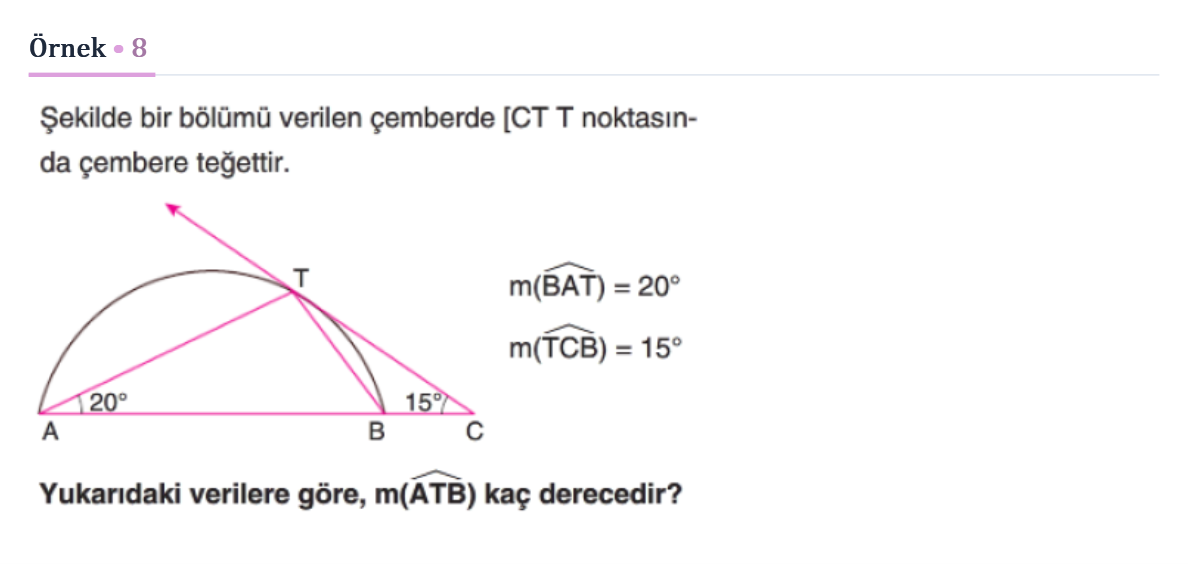 Örnek • 8
Şekilde bir bölümü verilen çemberde [CT T noktasın-
da çembere teğettir.
T
m(BAT) = 20°
m(TCB) = 15°
20°
15°
A
B
C
Yukarıdaki verilere göre, m(ATB) kaç derecedir?